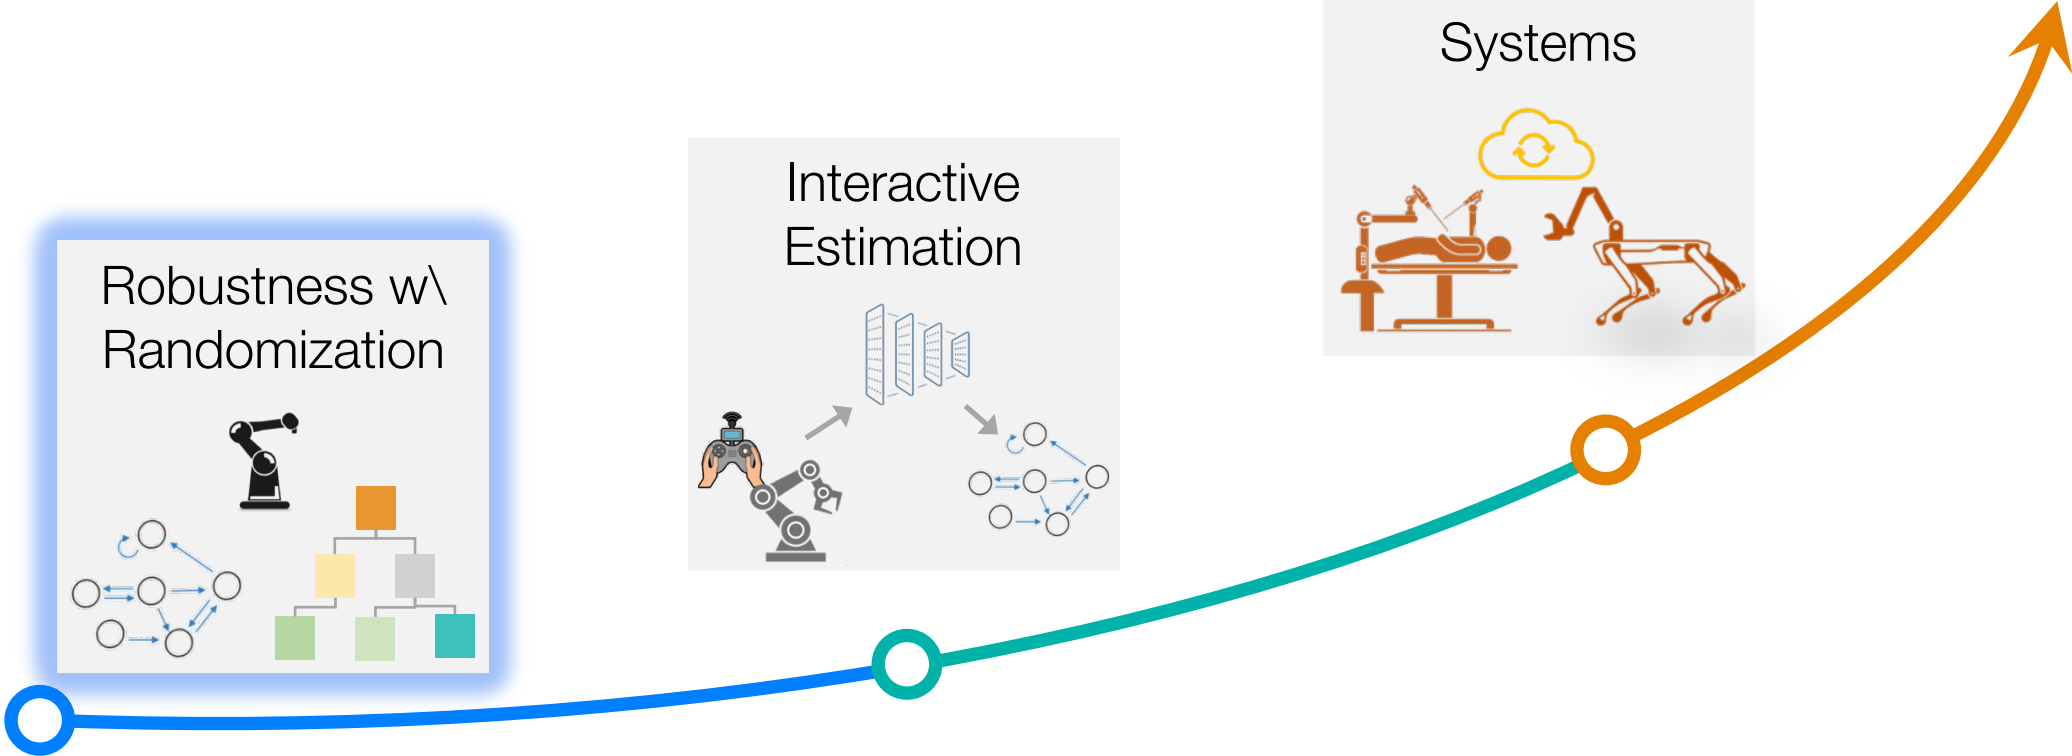 Robustness w\
Randomization
Interactive
Estimation
Systems